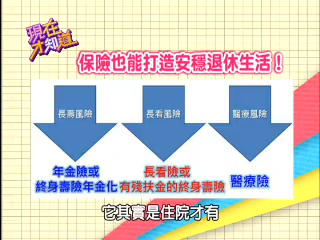 現在
才知道
保險也能打造安穩退休生活！
長壽風險
長看風險
醫療風險
年金險或
終身壽險年金化
長看險或
有殘扶金的終身壽險
醫療險
它其實是住院才有